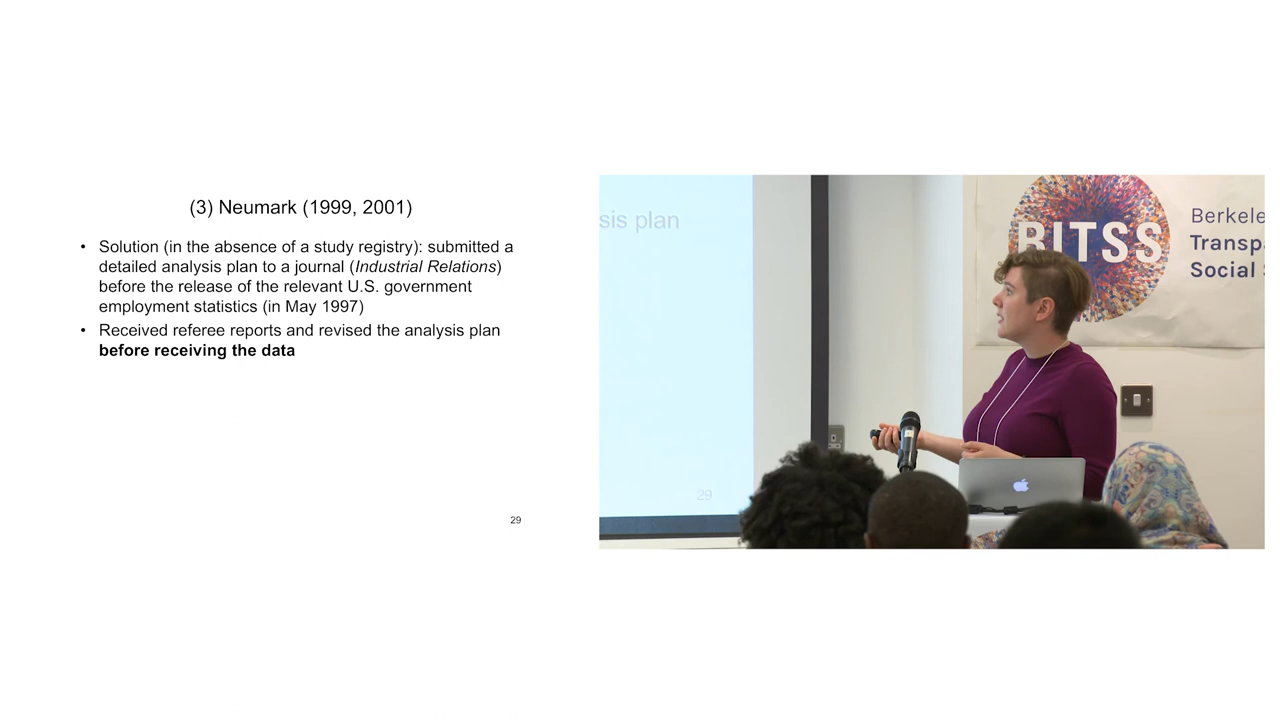 (3) Neumark (1999, 2001)
• Solution (in the absence of a study registry): submitted a
detailed analysis plan to a journal (Industrial Relations)
before the release of the relevant U.S. government
employment statistics (in May 1997)
• Received referee reports and revised the analysis plan
before receiving the data
29
sis plan
29
BITSS
Berkele
Transpa
Social S